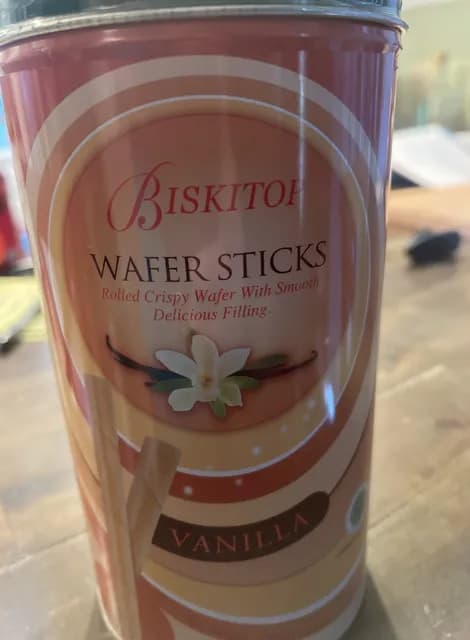 BISKITOP
WAFER STICKS
Rolled Crispy Wafer With Smooth
Delicious Filling.
VANILLA